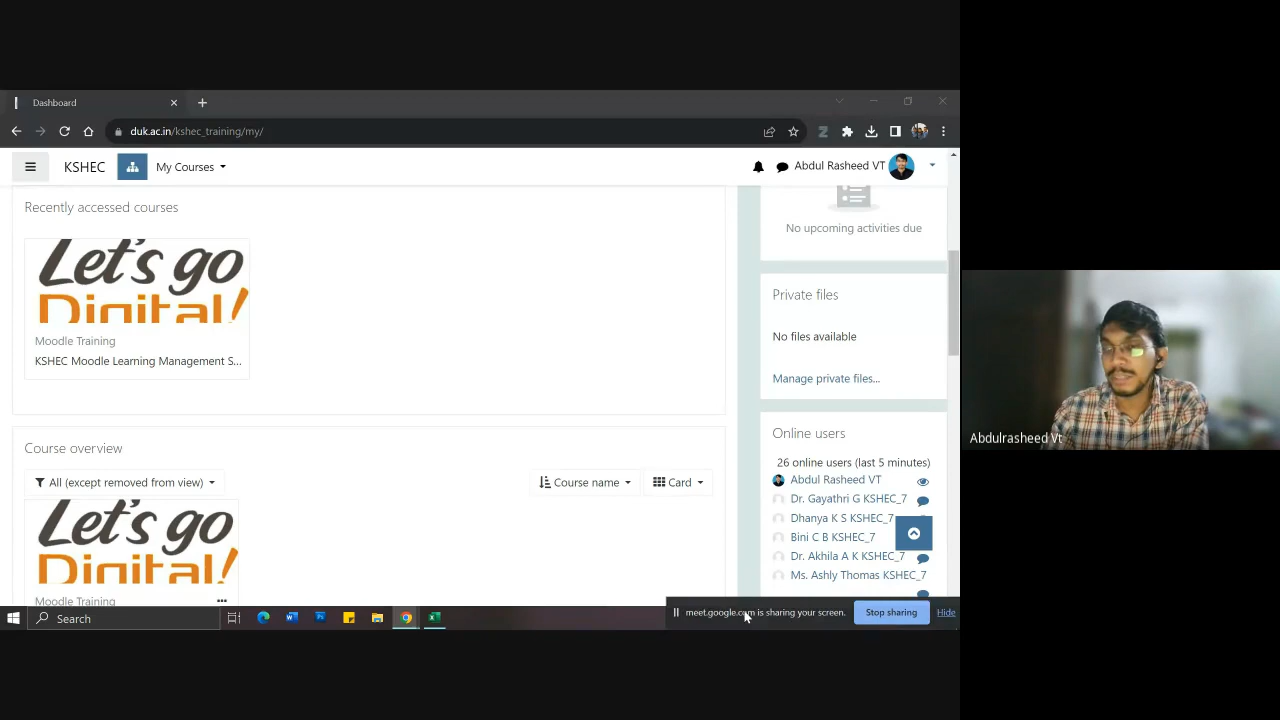 Dashboard
duk.ac.in/kshec_training/my/
KSHEC
My Courses
Abdul Rasheed VT
Recently accessed courses
Let's go
Digital!
Moodle Training
KSHEC Moodle Learning Management S...
Course overview
All (except removed from view)
Course name
Card
Let's go
Digital!
Moodle Training
No upcoming activities due
Private files
No files available
Manage private files...
Online users
26 online users (last 5 minutes)
Abdul Rasheed VT
Dr. Gayathri G KSHEC_7
Dhanya K S KSHEC_7
Bini C B KSHEC_7
Dr. Akhila A K KSHEC_7
Ms. Ashly Thomas KSHEC_7
meet.google.com is sharing your screen.
Stop sharing
Hide
Search
Abdulrasheed Vt